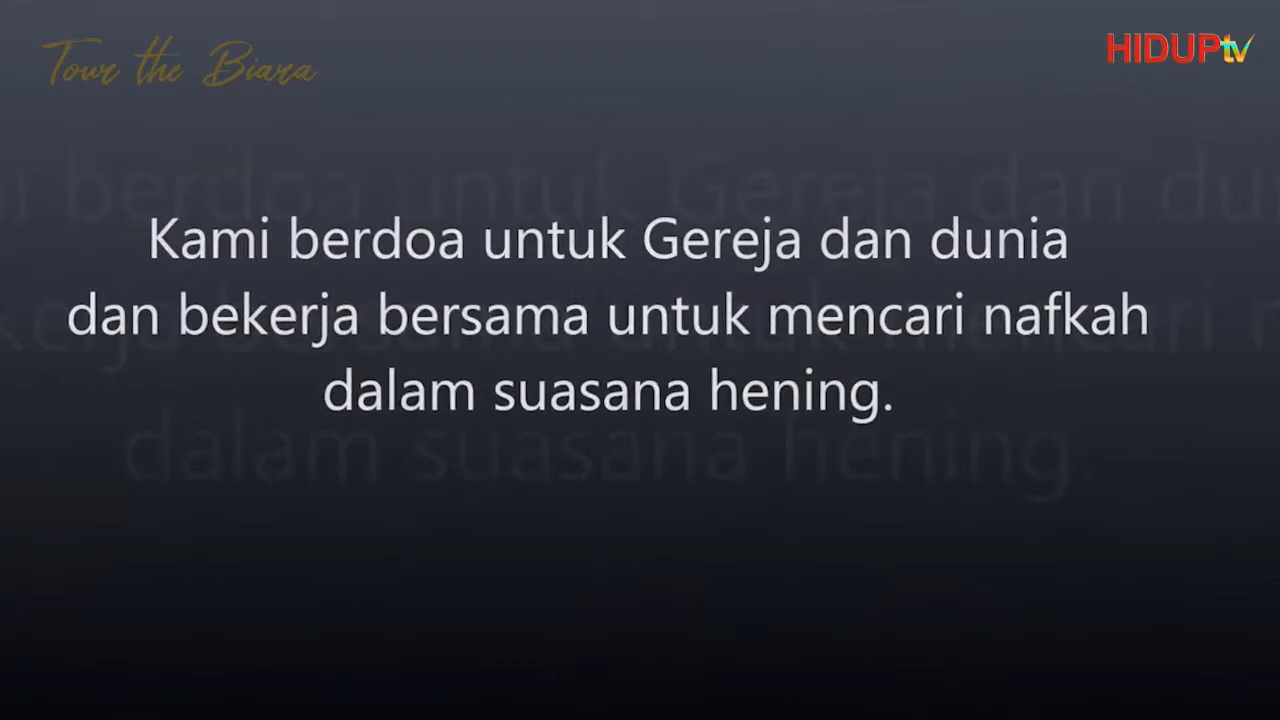 Tour the Biara
HIDUPtv
Kami berdoa untuk Gereja dan dunia
dan bekerja bersama untuk mencari nafkah
dalam suasana hening.